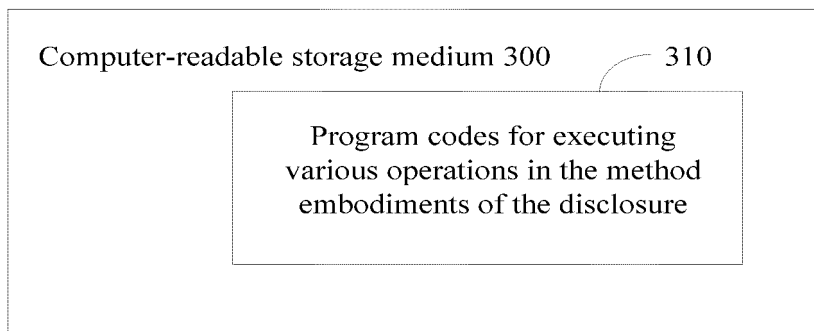 Computer-readable storage medium 300 310
Program codes for executing
various operations in the method
embodiments of the disclosure